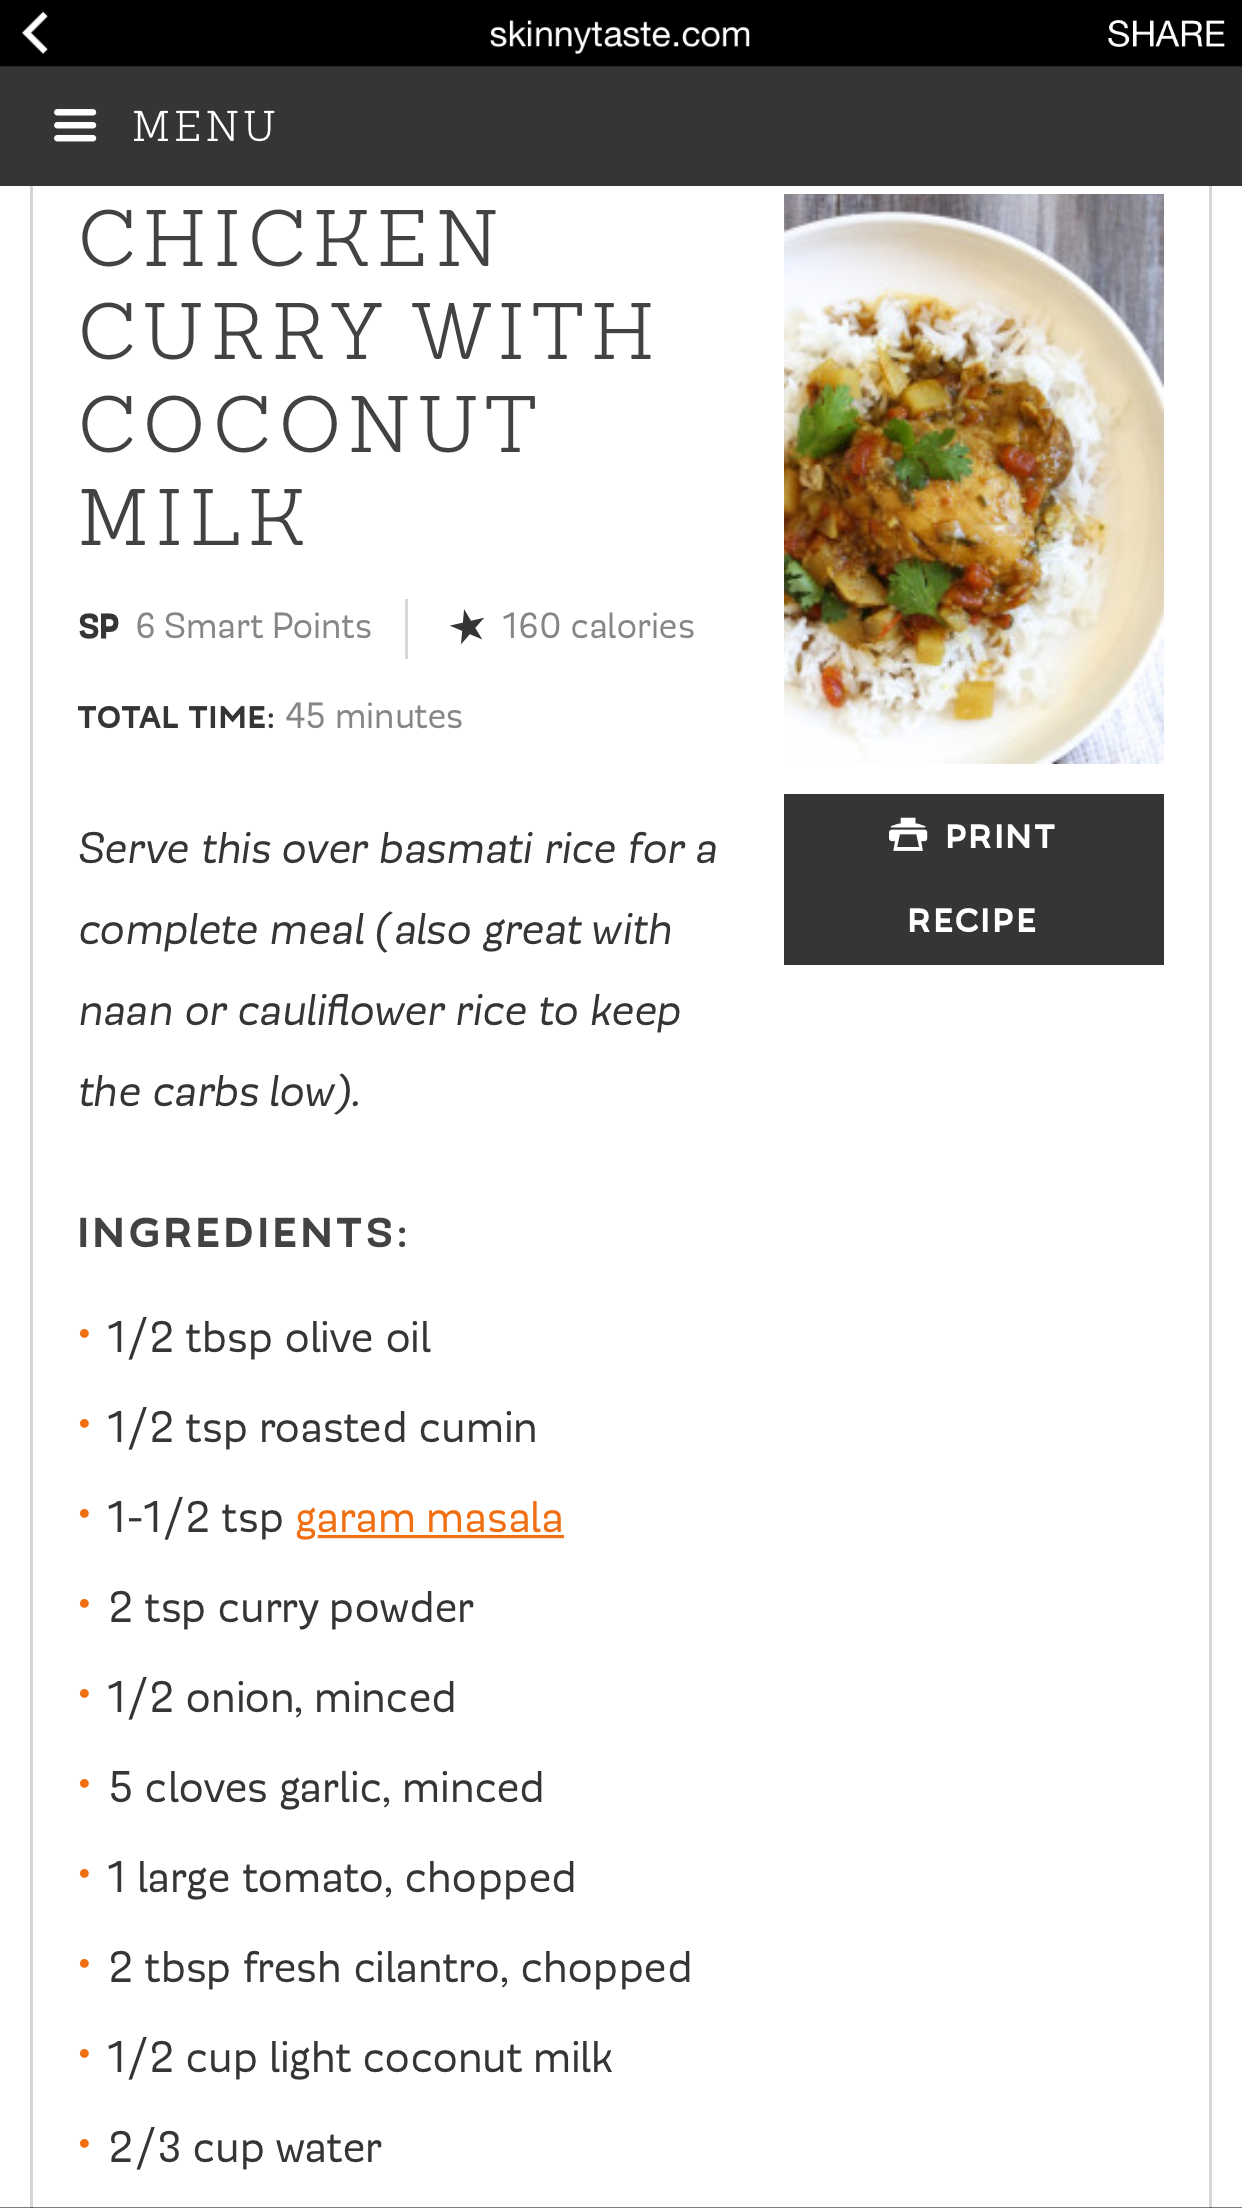 skinnytaste.com SHARE
MENU
CHICKEN
CURRY WITH
COCONUT
MILK
SP 6 Smart Points 160 calories
TOTAL TIME: 45 minutes
PRINT
RECIPE
Serve this over basmati rice for a
complete meal (also great with
naan or cauliflower rice to keep
the carbs low).
INGREDIENTS:
• 1/2 tbsp olive oil
• 1/2 tsp roasted cumin
• 1-1/2 tsp garam masala
• 2 tsp curry powder
• 1/2 onion, minced
• 5 cloves garlic, minced
• 1 large tomato, chopped
• 2 tbsp fresh cilantro, chopped
• 1/2 cup light coconut milk
• 2/3 cup water